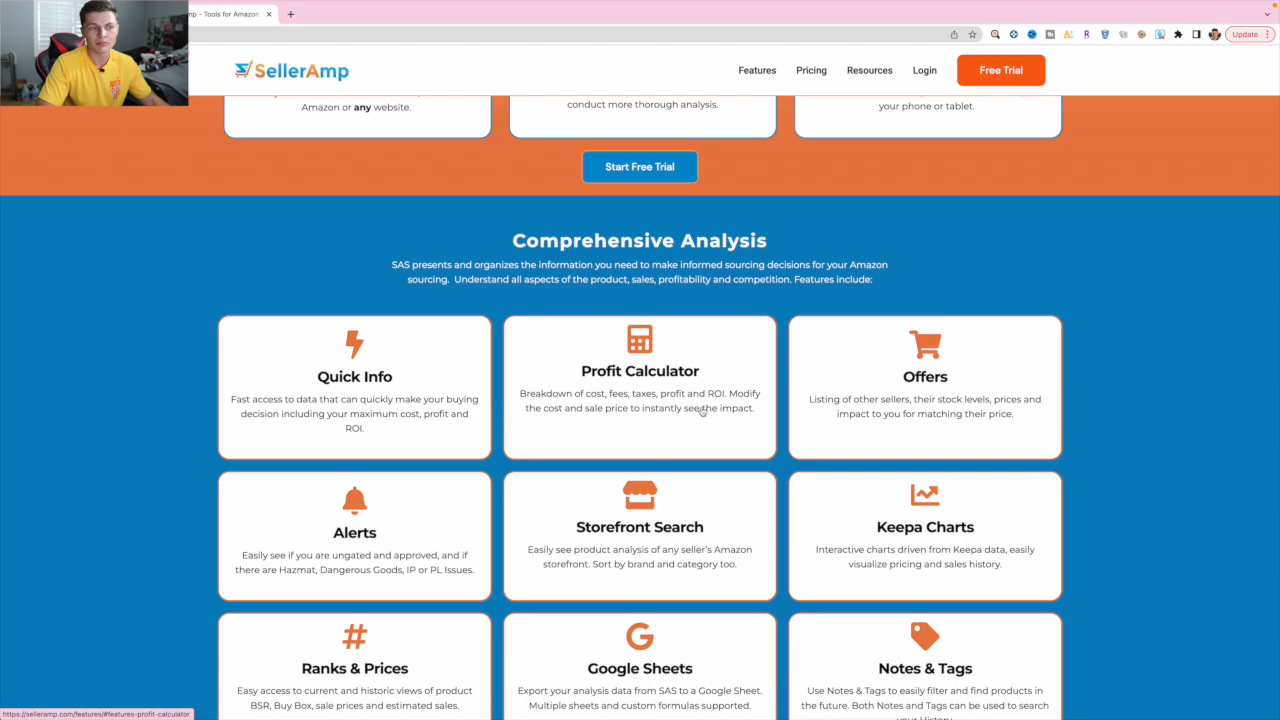 mp - Tools for Amazon
Update
SellerAmp
Features
Pricing
Resources
Login
Free Trial
Amazon or any website.
conduct more thorough analysis.
your phone or tablet.
Start Free Trial
Comprehensive Analysis
SAS presents and organizes the information you need to make informed sourcing decisions for your Amazon
sourcing. Understand all aspects of the product, sales, profitability and competition. Features include:
Quick Info
Fast access to data that can quickly make your buying
decision including your maximum cost, profit and
ROI.
Profit Calculator
Breakdown of cost, fees, taxes, profit and ROI. Modify
the cost and sale price to instantly see the impact.
Offers
Listing of other sellers, their stock levels, prices and
impact to you for matching their price.
Alerts
Easily see if you are ungated and approved, and if
there are Hazmat, Dangerous Goods, IP or PL Issues.
Storefront Search
Easily see product analysis of any seller's Amazon
storefront. Sort by brand and category too.
Keepa Charts
Interactive charts driven from Keepa data, easily
visualize pricing and sales history.
Ranks & Prices
Easy access to current and historic views of product
BSR, Buy Box, sale prices and estimated sales.
Google Sheets
Export your analysis data from SAS to a Google Sheet.
Multiple sheets and custom formulas supported.
Notes & Tags
Use Notes & Tags to easily filter and find products in
the future. Both Notes and Tags can be used to search
your History.
https://selleramp.com/features/#features-profit-calculator